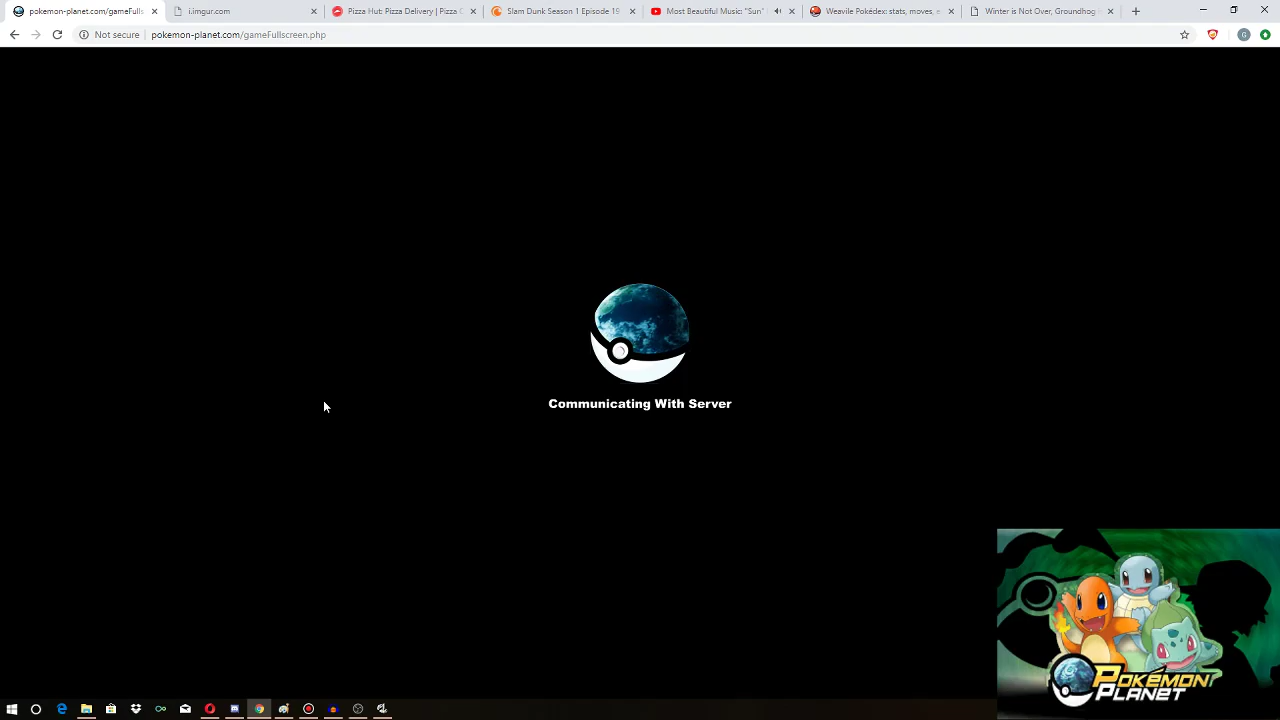 pokemon-planet.com/gameFulls
i.imgur.com
Pizza Hut: Pizza Delivery | Pizza C
Slam Dunk Season 1 Episode 19
Most Beautiful Music: "Sun"
Weavile Pokédex: stats, moves, e
Winter is Not Over, Groundhog
Not secure
pokemon-planet.com/gameFullscreen.php
G
Communicating With Server
POKÉMON
PLANET